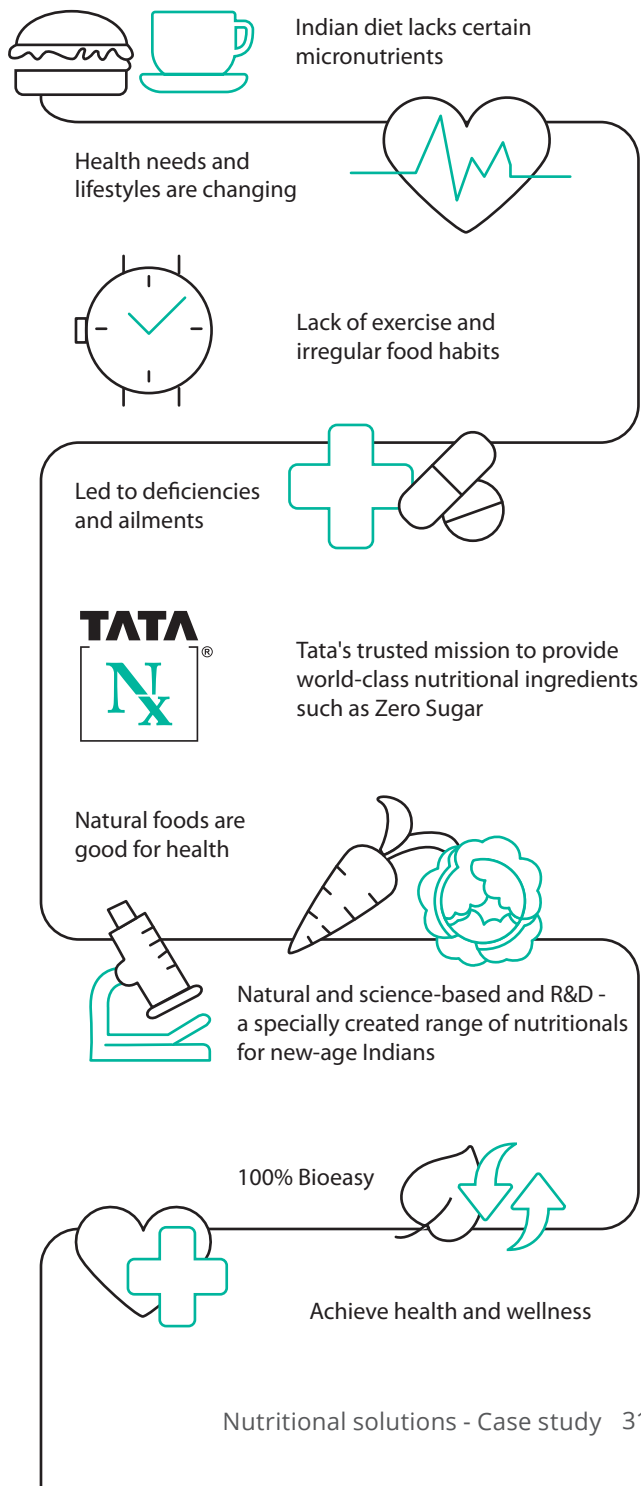 Indian diet lacks certain
micronutrients
Health needs and
lifestyles are changing
Lack of exercise and
irregular food habits
Led to deficiencies
and ailments
TATA
Nx
®
Tata's trusted mission to provide
world-class nutritional ingredients
such as Zero Sugar
Natural foods are
good for health
Natural and science-based and R&D -
a specially created range of nutritionals
for new-age Indians
100% Bioeasy
Achieve health and wellness
Nutritional solutions - Case study 31